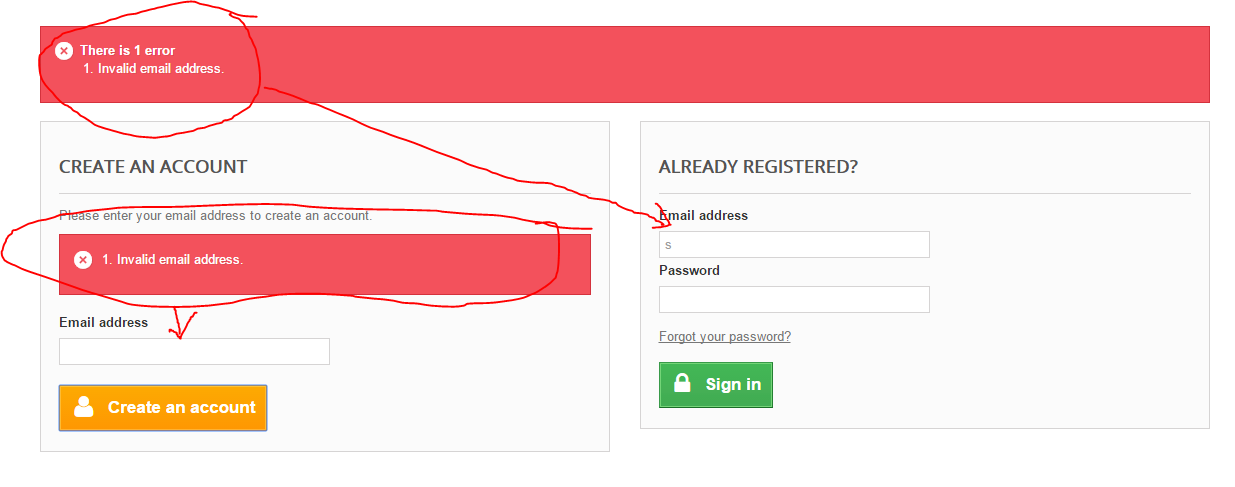 There is 1 error
1. Invalid email address.
CREATE AN ACCOUNT
Please enter your email address to create an account.
1. Invalid email address.
Email address
Create an account
ALREADY REGISTERED?
Email address
s
Password
Forgot your password?
Sign in